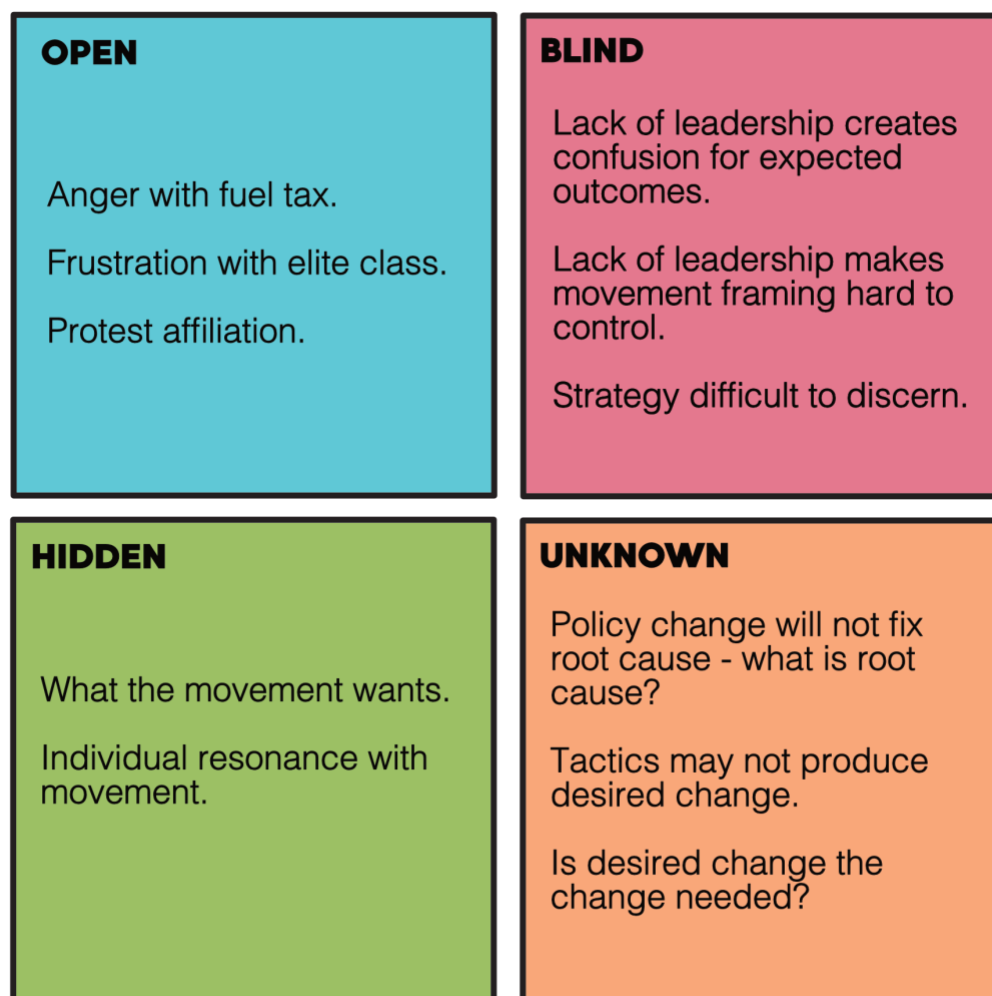 OPEN
Anger with fuel tax.
Frustration with elite class.
Protest affiliation.
BLIND
Lack of leadership creates
confusion for expected
outcomes.
Lack of leadership makes
movement framing hard to
control.
Strategy difficult to discern.
HIDDEN
What the movement wants.
Individual resonance with
movement.
UNKNOWN
Policy change will not fix
root cause - what is root
cause?
Tactics may not produce
desired change.
Is desired change the
change needed?